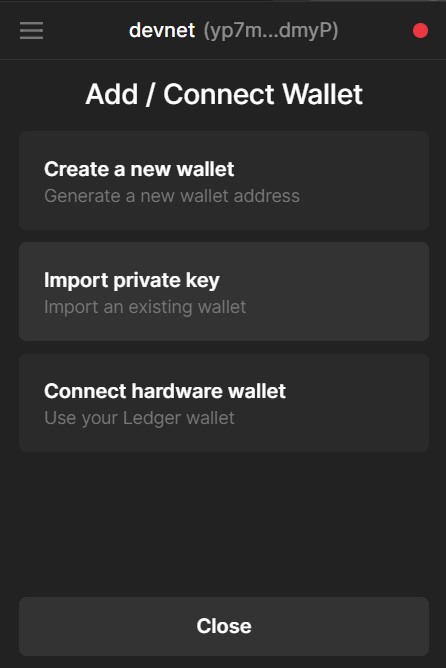 devnet (yp7m...dmyP)
Add / Connect Wallet
Create a new wallet
Generate a new wallet address
Import private key
Import an existing wallet
Connect hardware wallet
Use your Ledger wallet
Close